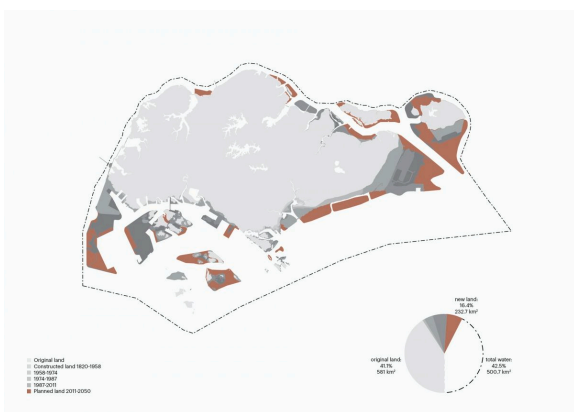 new land:
16.4%
232.7 km²
original land:
41.1%
581 km²
total water:
42.5%
500.7 km²
Original land
Constructed land 1820-1958
1958-1974
1974-1987
1987-2011
Planned land 2011-2050